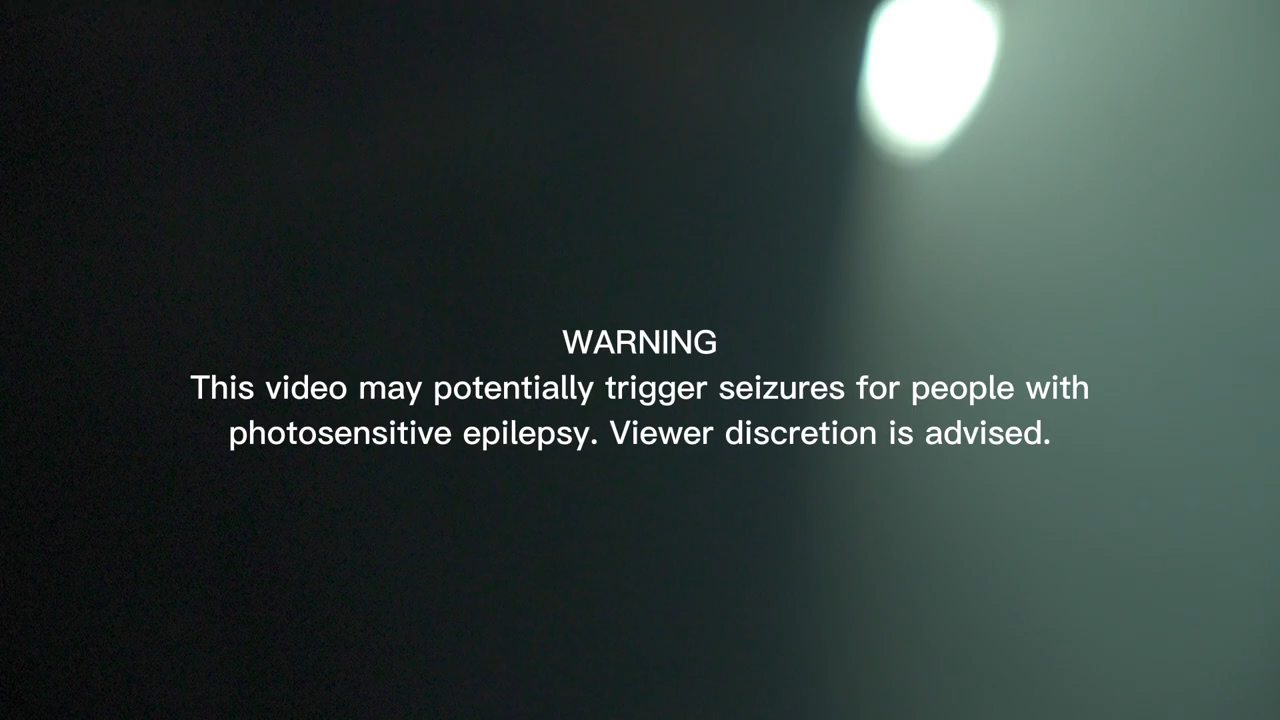 WARNING
This video may potentially trigger seizures for people with
photosensitive epilepsy. Viewer discretion is advised.